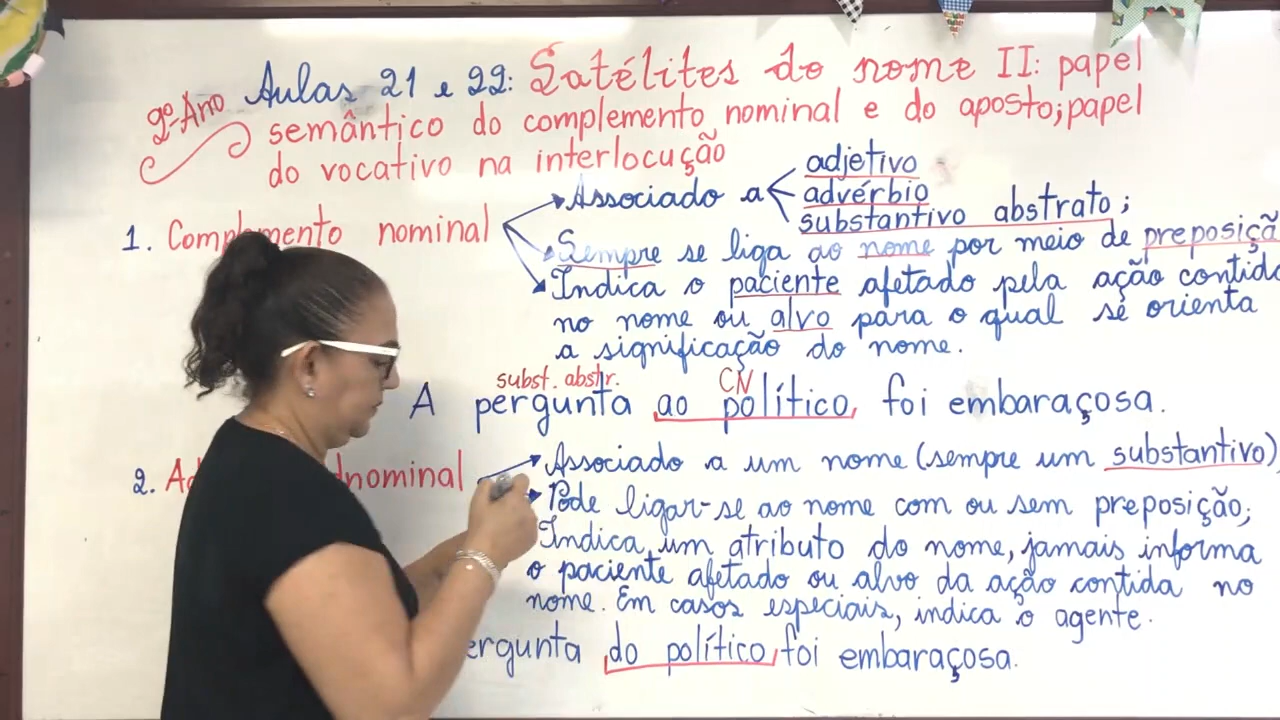 9º Ano
Aulas 21 e 22: Satélites do nome II: papel
semântico do complemento nominal e do aposto; papel
do vocativo na interlocução
1. Complemento nominal
Associado a
adjetivo
advérbio
substantivo abstrato;
Sempre se liga ao nome por meio de preposiçã
Indica o paciente afetado pela ação contida
no nome ou alvo para o qual se orienta
a significação do nome.
subst. abstr. CN
A pergunta ao político foi embaraçosa.
2. Ad dnominal
Associado a um nome (sempre um substantivo)
Pode ligar-se ao nome com ou sem preposição;
Indica um atributo do nome, jamais informa
o paciente afetado ou alvo da ação contida no
nome. Em casos especiais, indica o agente.
ergunta do político foi embaraçosa.